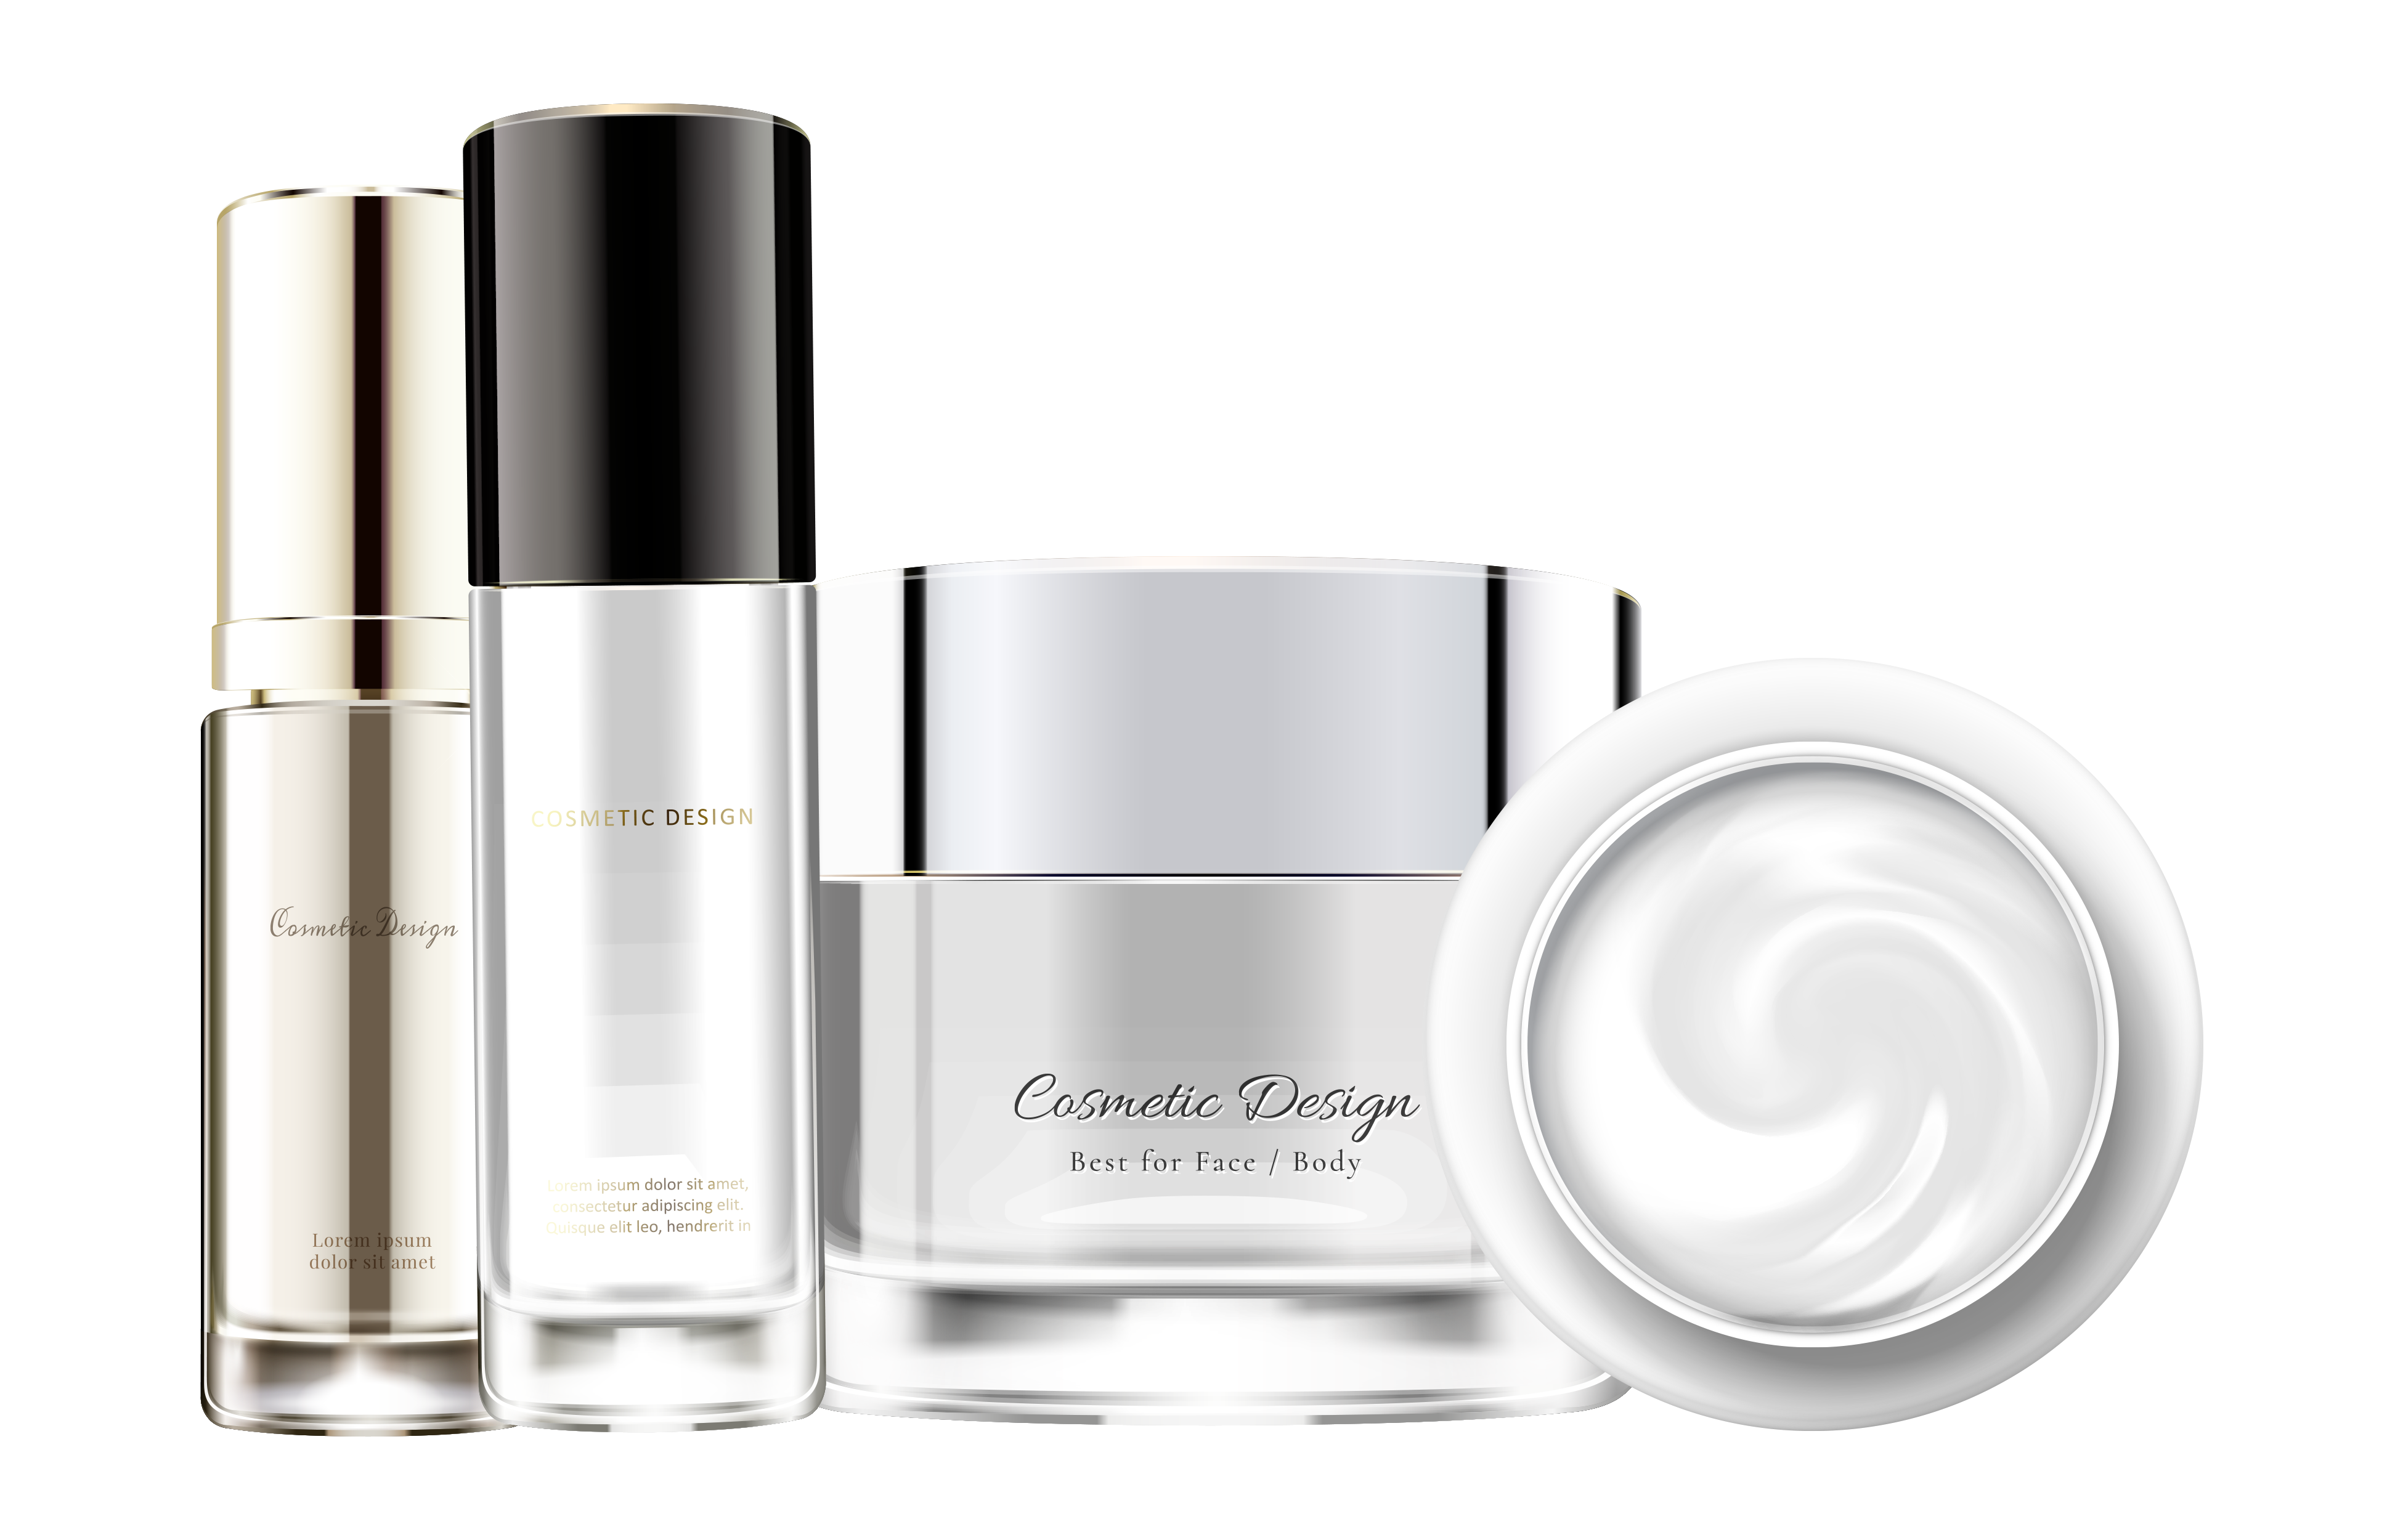 Cosmetic Design
Lorem ipsum
dolor sit amet
COSMETIC DESIGN
Lorem ipsum dolor sit amet,
consectetur adipiscing elit.
Quisque elit leo, hendrerit in
Cosmetic Design
Best for Face / Body